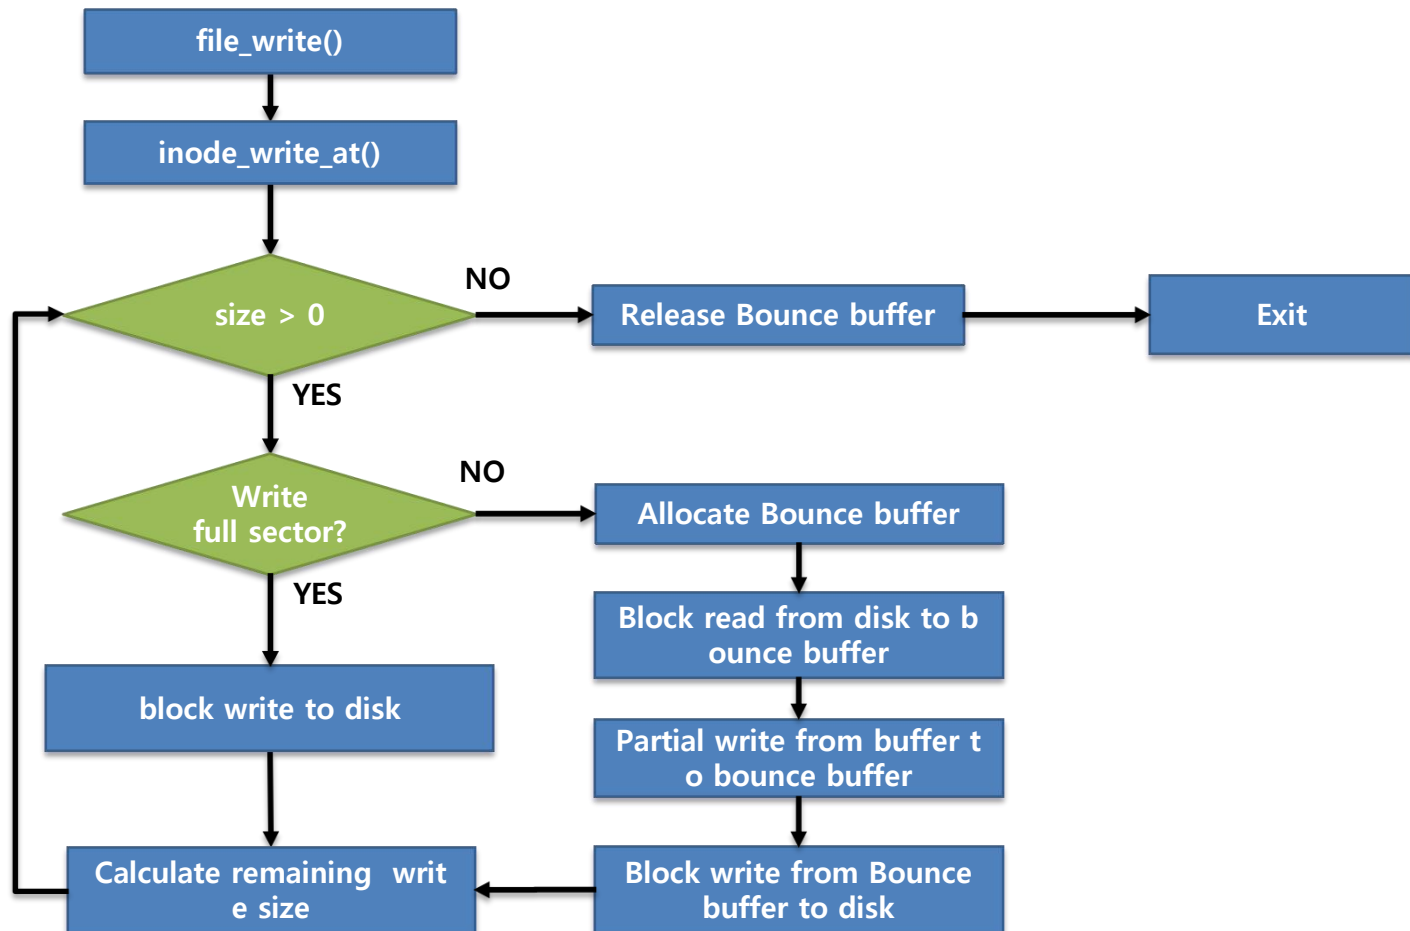 file_write()
inode_write_at()
size > 0
NO
Release Bounce buffer
Exit
YES
Write
full sector?
NO
Allocate Bounce buffer
YES
Block read from disk to b
ounce buffer
block write to disk
Partial write from buffer t
o bounce buffer
Calculate remaining  writ
e size
Block write from Bounce
buffer to disk